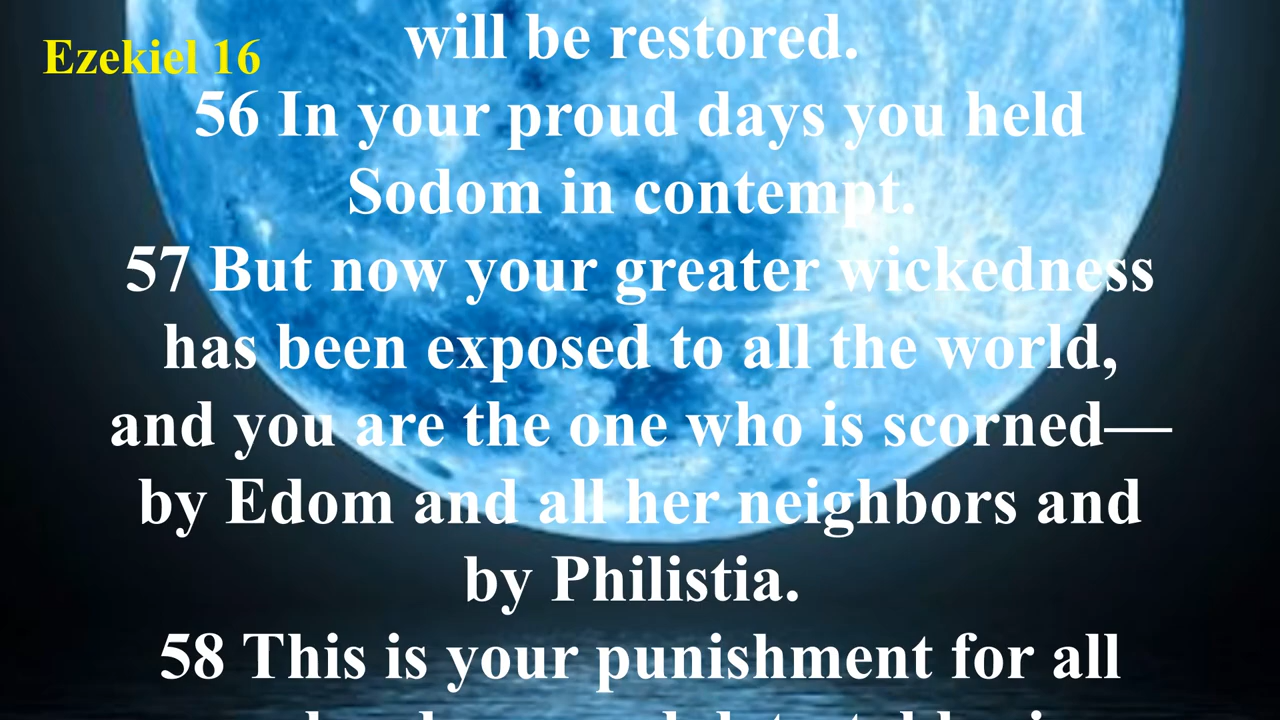 Ezekiel 16
will be restored.
56 In your proud days you held
Sodom in contempt.
57 But now your greater wickedness
has been exposed to all the world,
and you are the one who is scorned—
by Edom and all her neighbors and
by Philistia.
58 This is your punishment for all